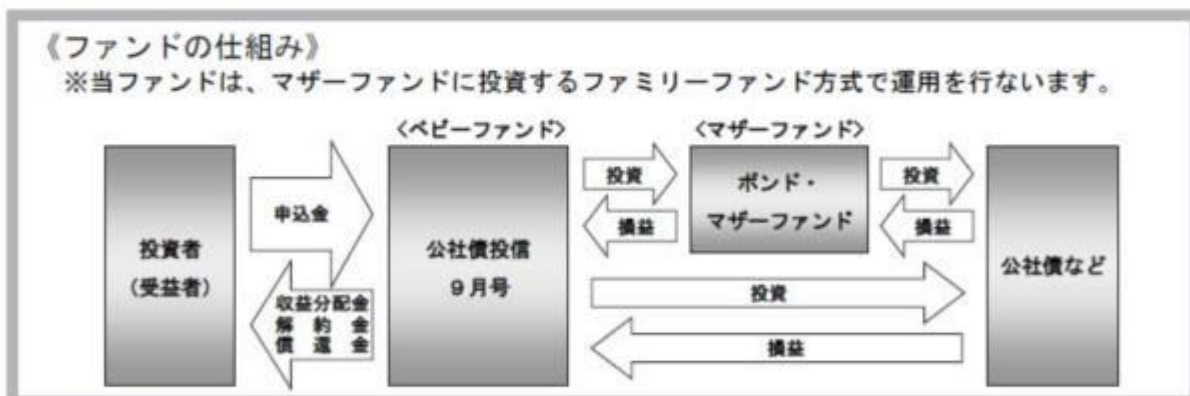 《ファンドの仕組み》
※当ファンドは、マザーファンドに投資するファミリーファンド方式で運用を行ないます。
〈ベビーファンド〉
〈マザーファンド〉
投資者
(受益者)
申込金
収益分配金
解約金
償還金
公社債投信
9月号
投資
損益
ボンド・
マザーファンド
投資
損益
投資
損益
公社債など